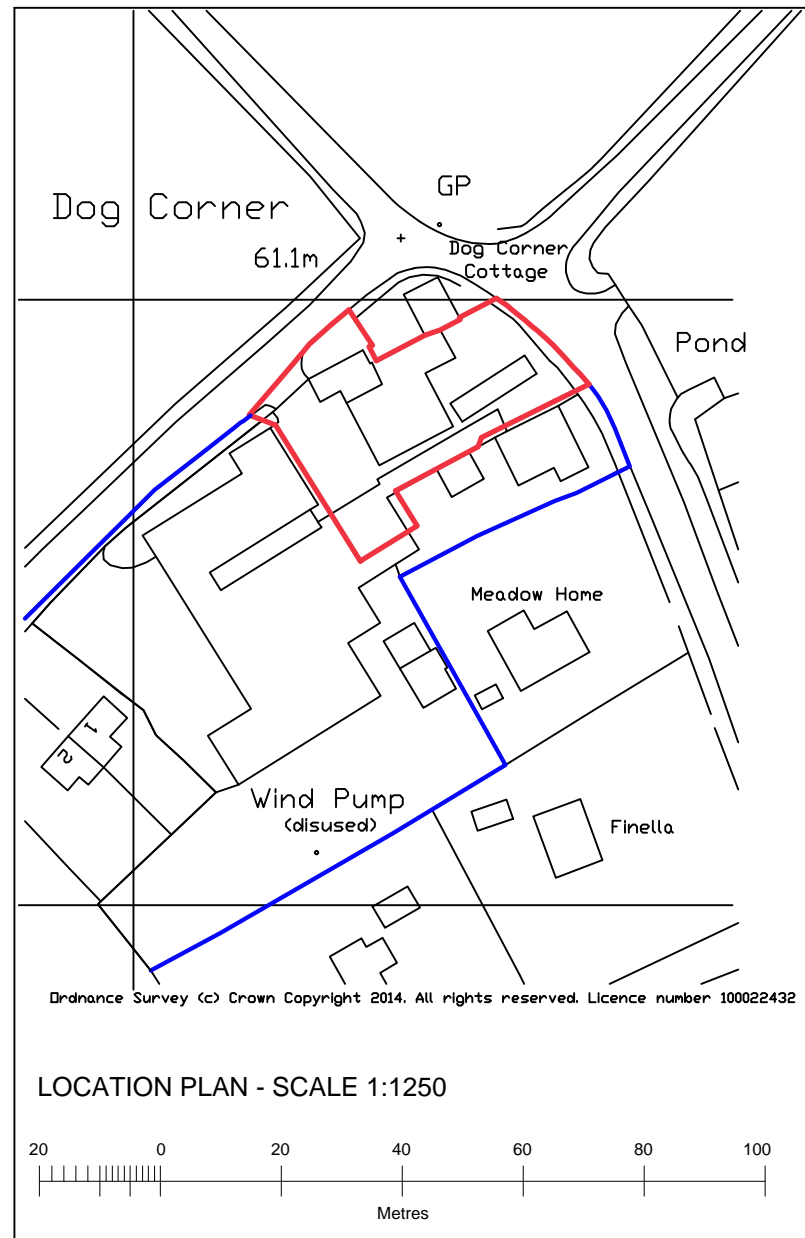 GP
Dog Corner
Dog Corner
Cottage
61.1m
Pond
Meadow Home
1
2
Wind Pump
(disused)
Finella
Ordnance Survey (c) Crown Copyright 2014. All rights reserved. Licence number 100022432
LOCATION PLAN - SCALE 1:1250
20 0 20 40 60 80 100
Metres